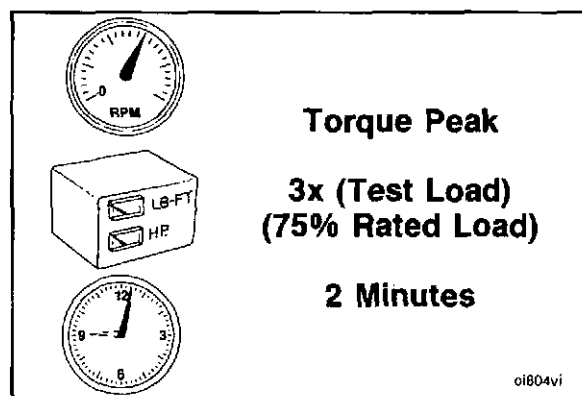 0
RPM
Torque Peak
LB-FT
HP
3x (Test Load)
(75% Rated Load)
12
9
3
6
2 Minutes
oi804vi